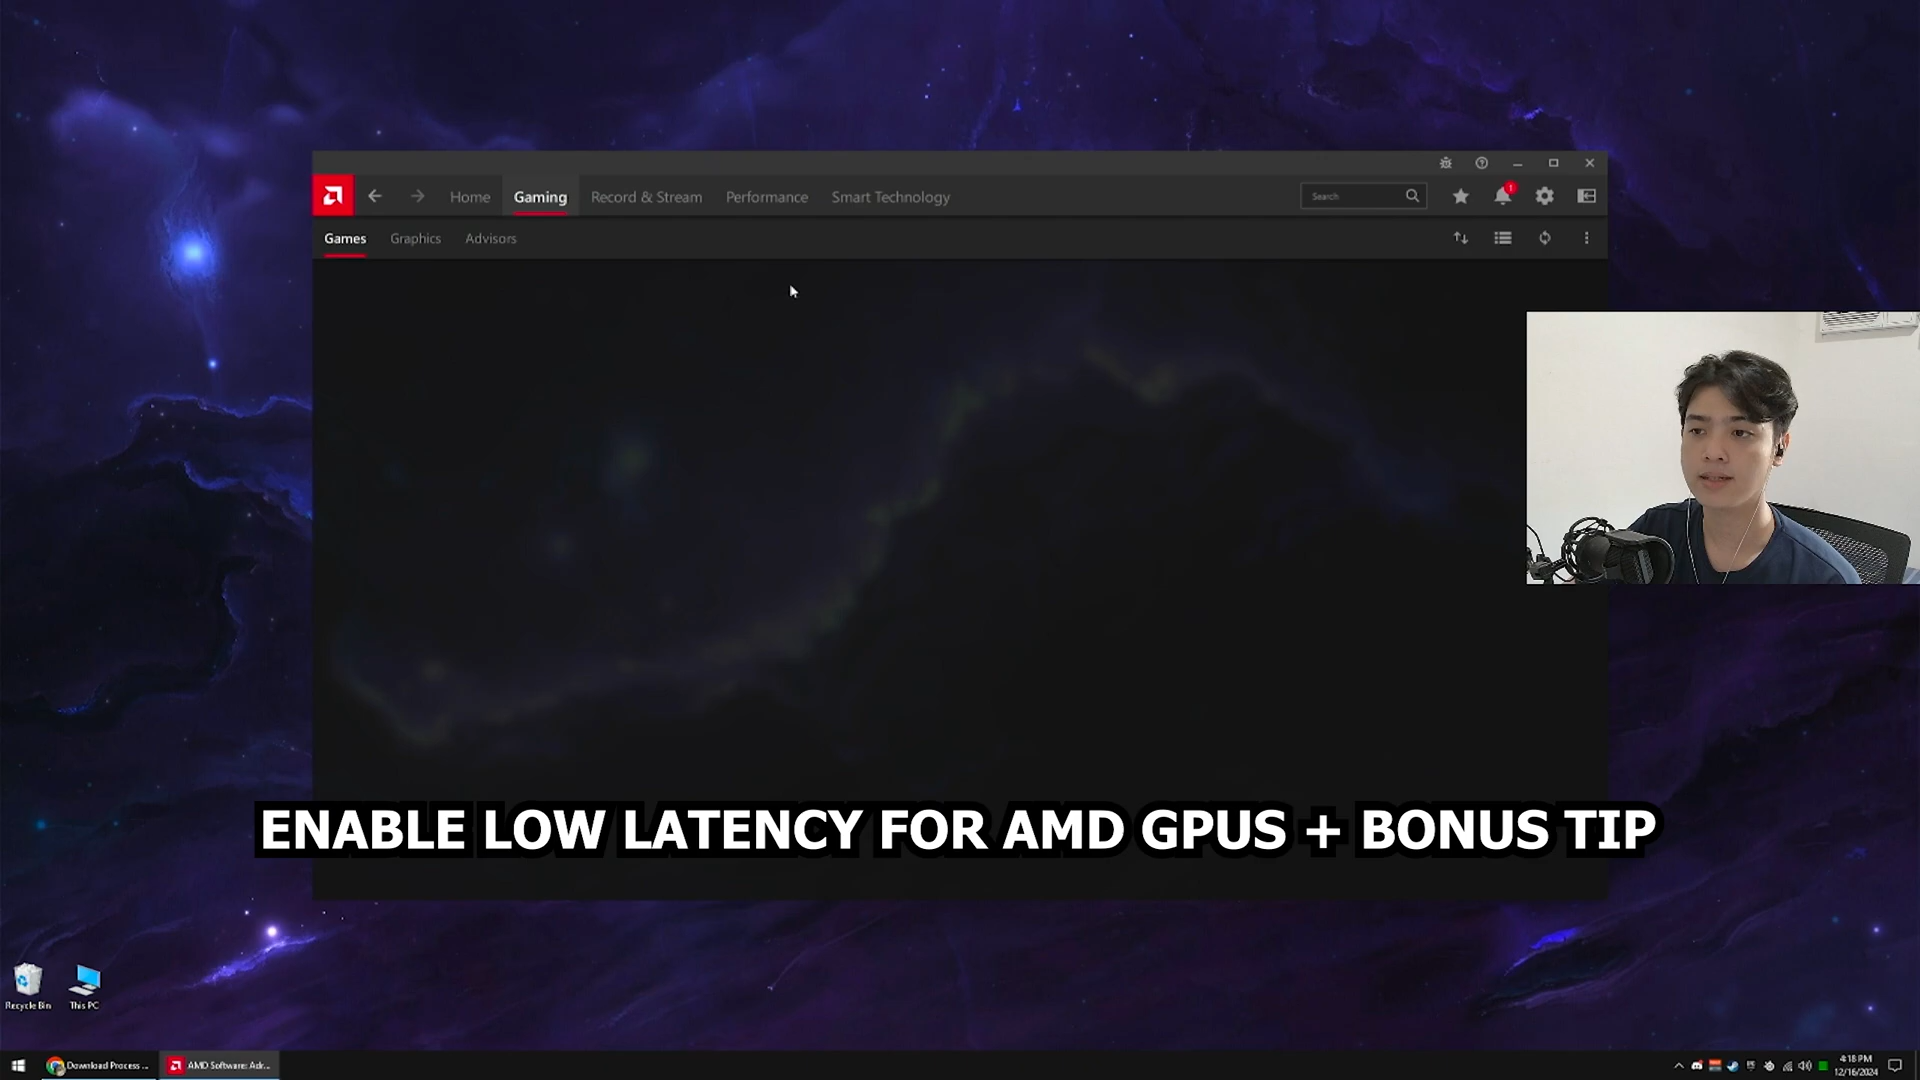 Home
Gaming
Record & Stream
Performance
Smart Technology
Search
1
Games
Graphics
Advisors
ENABLE LOW LATENCY FOR AMD GPUS + BONUS TIP
Recycle Bin
This PC
Download Process ...
AMD Software: Adr...
4:18 PM
12/16/2024